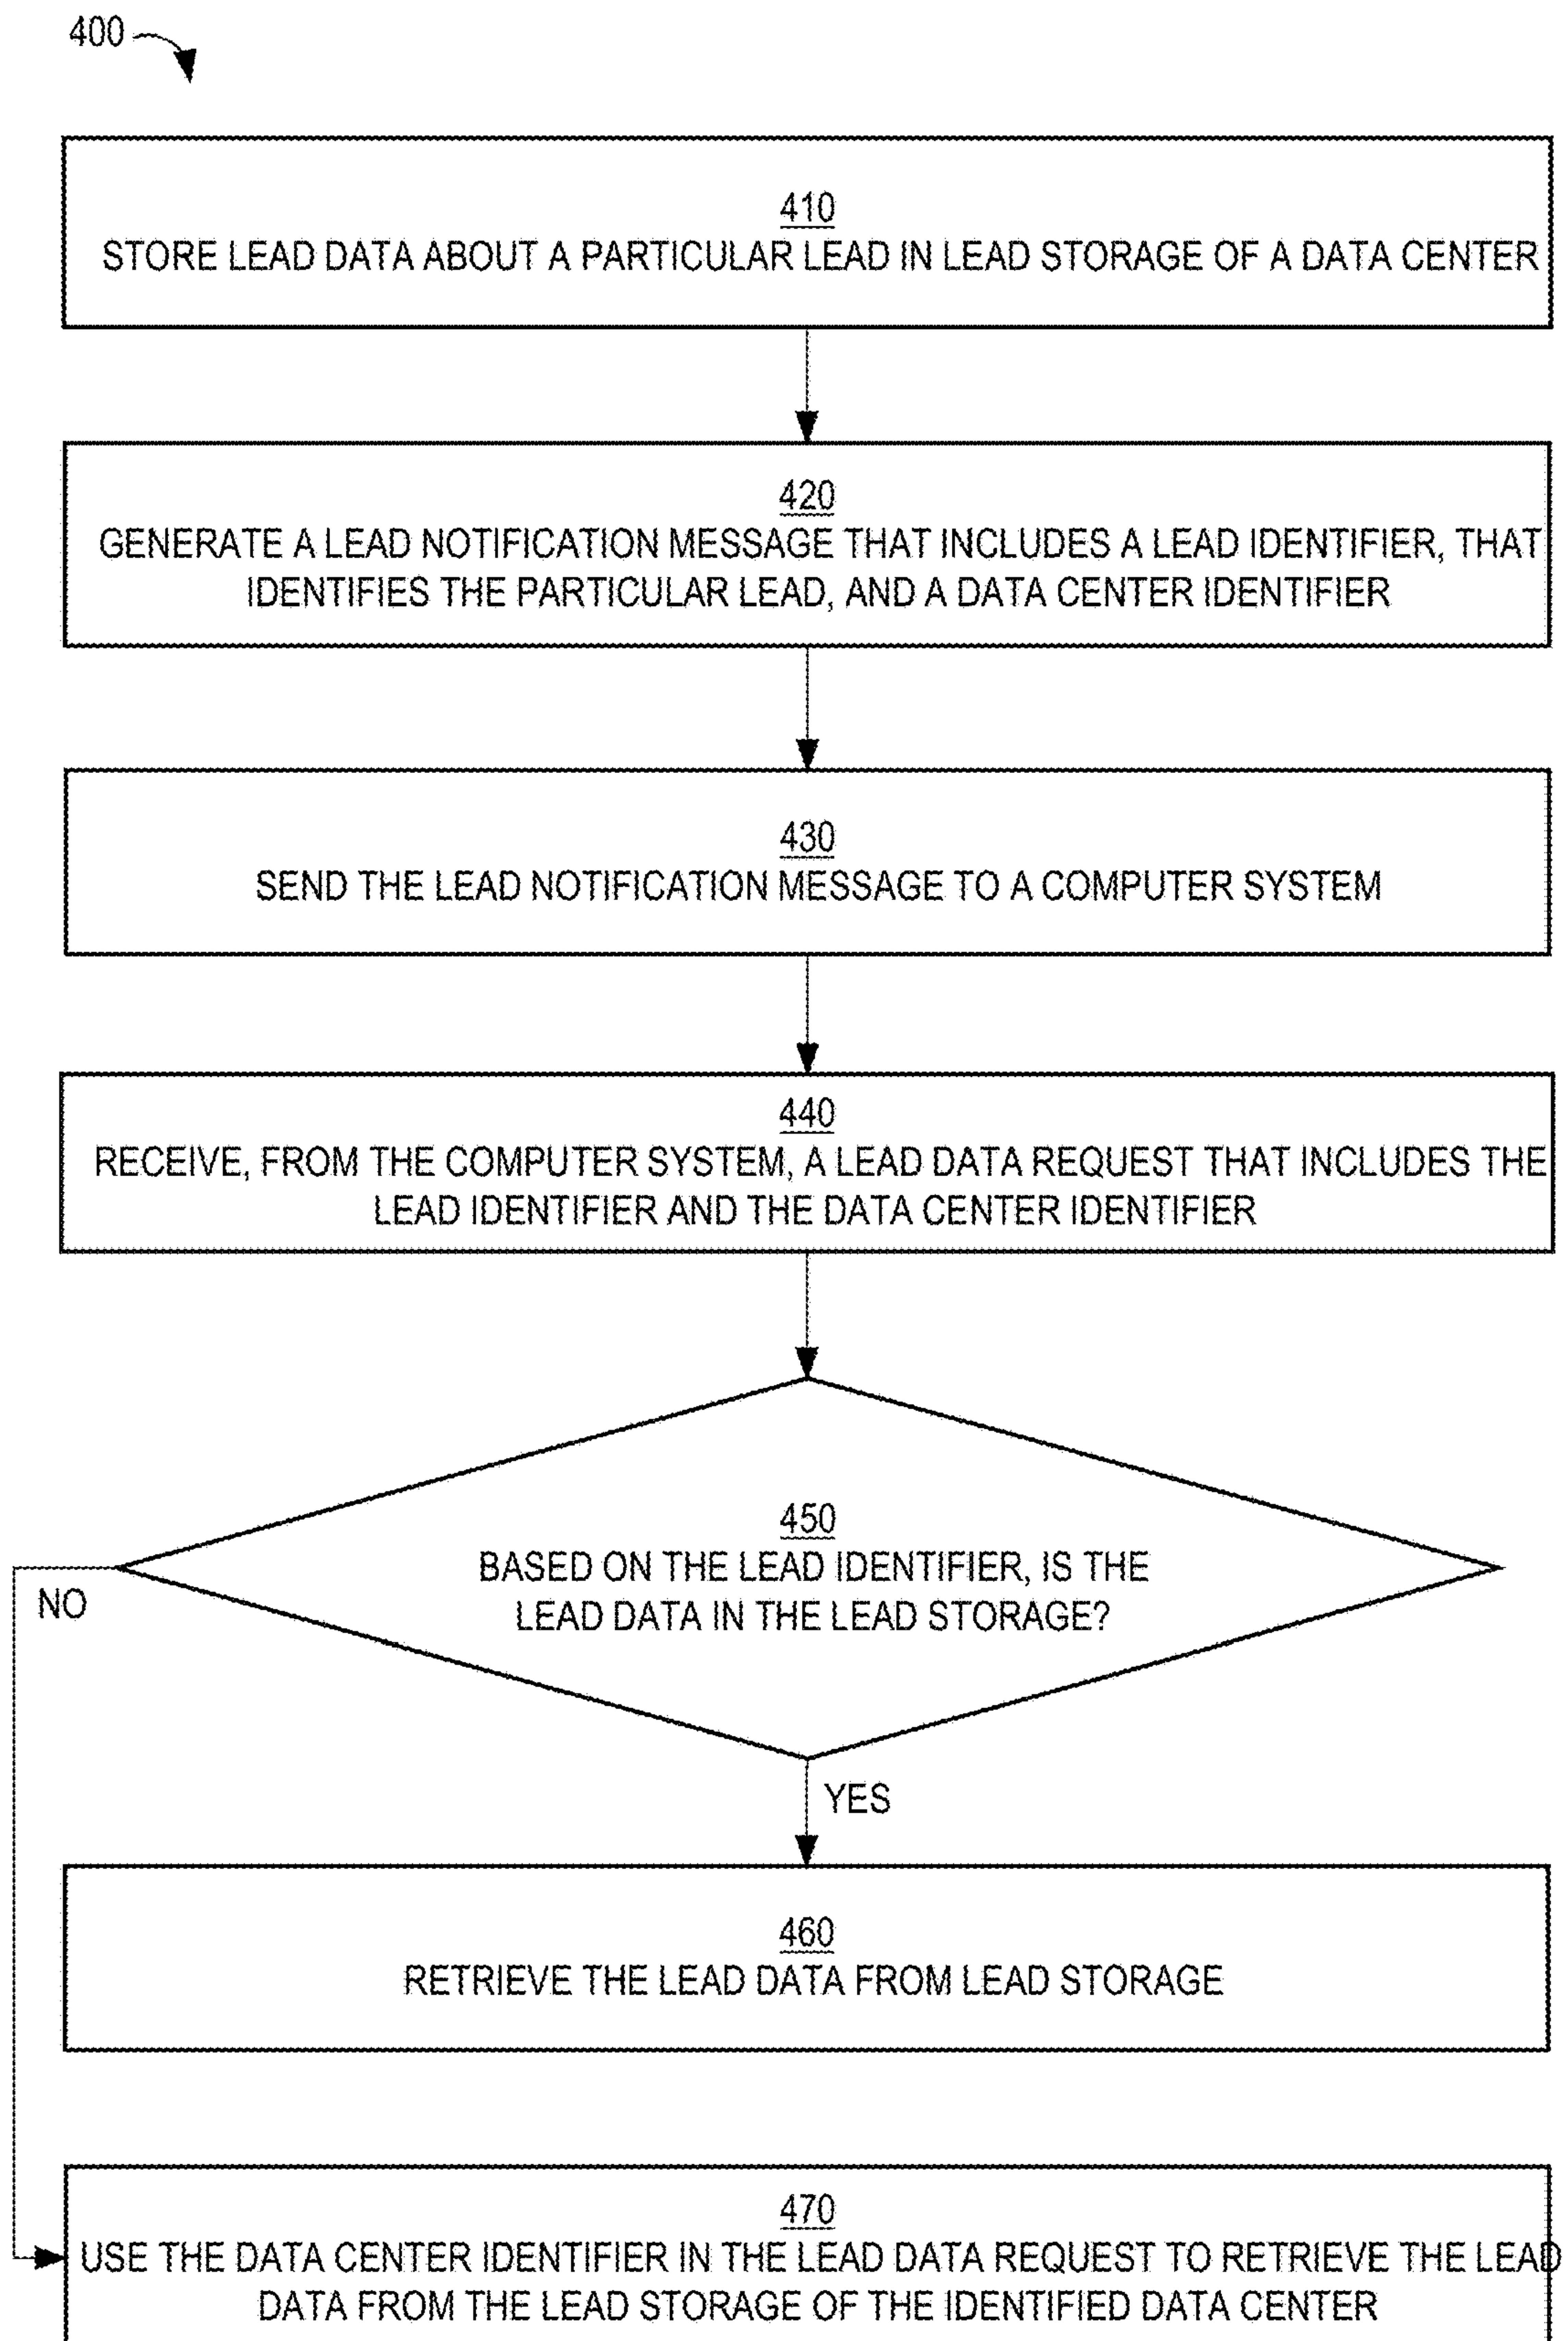 400
410
STORE LEAD DATA ABOUT A PARTICULAR LEAD IN LEAD STORAGE OF A DATA CENTER
420
GENERATE A LEAD NOTIFICATION MESSAGE THAT INCLUDES A LEAD IDENTIFIER, THAT
IDENTIFIES THE PARTICULAR LEAD, AND A DATA CENTER IDENTIFIER
430
SEND THE LEAD NOTIFICATION MESSAGE TO A COMPUTER SYSTEM
440
RECEIVE, FROM THE COMPUTER SYSTEM, A LEAD DATA REQUEST THAT INCLUDES THE
LEAD IDENTIFIER AND THE DATA CENTER IDENTIFIER
450
BASED ON THE LEAD IDENTIFIER, IS THE
LEAD DATA IN THE LEAD STORAGE?
NO
YES
460
RETRIEVE THE LEAD DATA FROM LEAD STORAGE
470
USE THE DATA CENTER IDENTIFIER IN THE LEAD DATA REQUEST TO RETRIEVE THE LEAD
DATA FROM THE LEAD STORAGE OF THE IDENTIFIED DATA CENTER